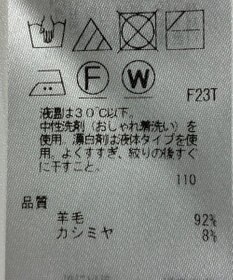 F W
F23T
液温は30℃以下。
中性洗剤（おしゃれ着洗い）を
使用。漂白剤は液体タイプを使
用。よくすすぎ、絞りの後すぐ
に干すこと。
110
品質
羊毛 92%
カシミヤ 8%